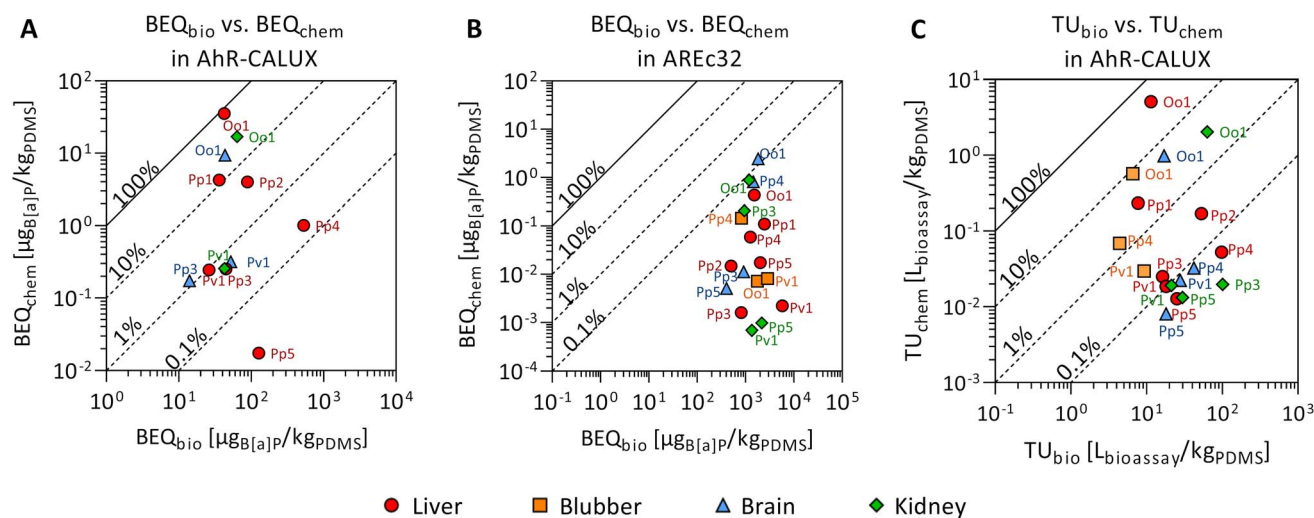 A
BEQbio vs. BEQchem
in AhR-CALUX
BEQchem [µgB[a]P/kgPDMS]
10^2
10^1
10^0
10^-1
10^-2
100%
10%
1%
0.1%
Oo1
Oo1
Oo1
Pp1
Pp2
Pp4
Pv1
Pv1
Pp3
Pv1
Pp3
Pp5
10^0
10^1
10^2
10^3
10^4
BEQbio [µgB[a]P/kgPDMS]
B
BEQbio vs. BEQchem
in AREc32
BEQchem [µgB[a]P/kgPDMS]
10^2
10^1
10^0
10^-1
10^-2
10^-3
10^-4
100%
10%
1%
0.1%
Oo1
Oo1
Pp4
Oo1
Pp3
Pp4
Pp1
Pp4
Pp2
Pp5
Pp3
Pv1
Pp5
Oo1
Pp3
Pv1
Pp5
Pv1
10^-1
10^0
10^1
10^2
10^3
10^4
10^5
BEQbio [µgB[a]P/kgPDMS]
C
TUbio vs. TUchem
in AhR-CALUX
TUchem [Lbioassay/kgPDMS]
10^1
10^0
10^-1
10^-2
10^-3
100%
10%
1%
0.1%
Oo1
Oo1
Oo1
Oo1
Pp1
Pp2
Pp4
Pp4
Pp3
Pp4
Pv1
Pv1
Pv1
Pp3
Pv1
Pp5
Pp5
Pp5
10^-1
10^0
10^1
10^2
10^3
TUbio [Lbioassay/kgPDMS]
Liver
Blubber
Brain
Kidney